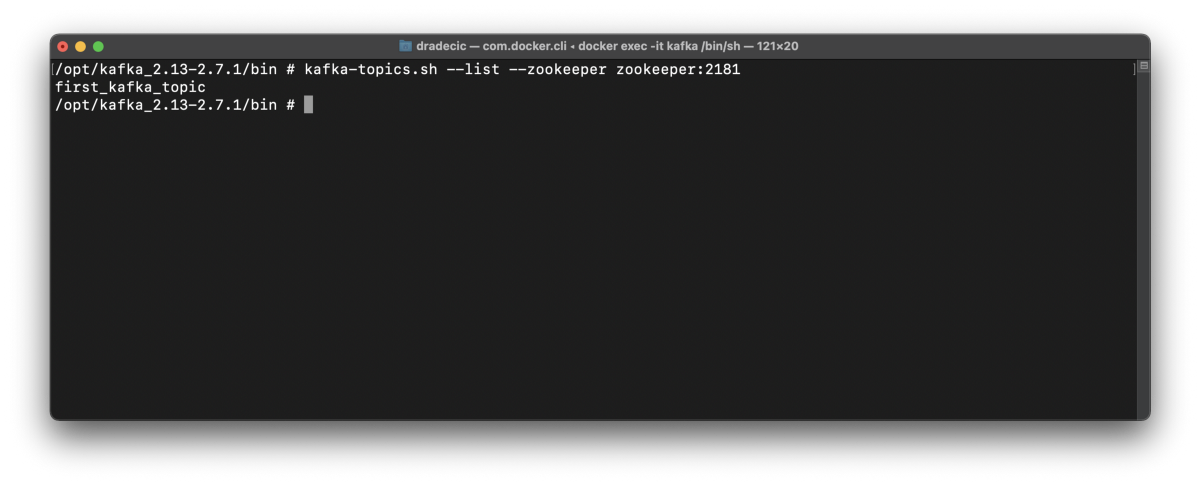 dradecic — com.docker.cli ◂ docker exec -it kafka /bin/sh — 121×20
[/opt/kafka_2.13-2.7.1/bin # kafka-topics.sh --list --zookeeper zookeeper:2181 ]
first_kafka_topic
/opt/kafka_2.13-2.7.1/bin #